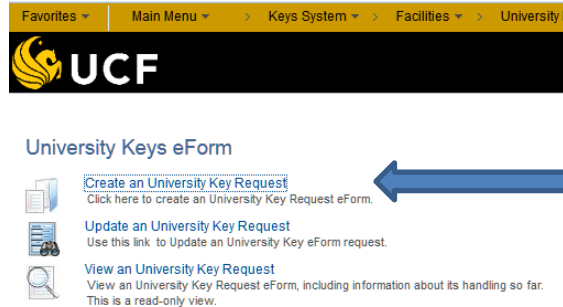 Favorites Main Menu > Keys System > Facilities > University
UCF
University Keys eForm
Create an University Key Request
Click here to create an University Key Request eForm.
Update an University Key Request
Use this link to Update an University Key eForm request.
View an University Key Request
View an University Key Request eForm, including information about its handling so far.
This is a read-only view.